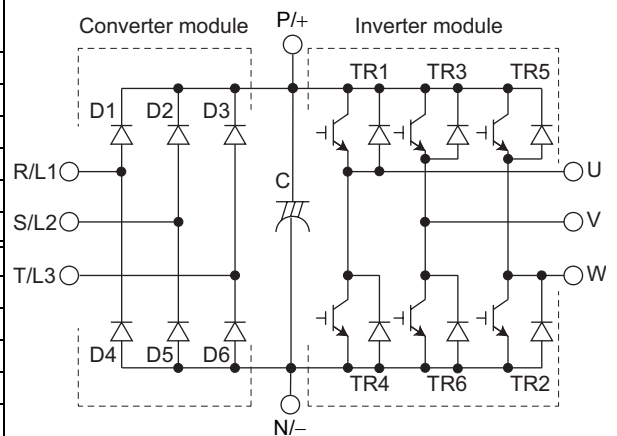 Converter module
P/+
Inverter module
TR1
TR3
TR5
D1
D2
D3
R/L1
C
U
S/L2
V
T/L3
W
D4
D5
D6
TR4
TR6
TR2
N/−